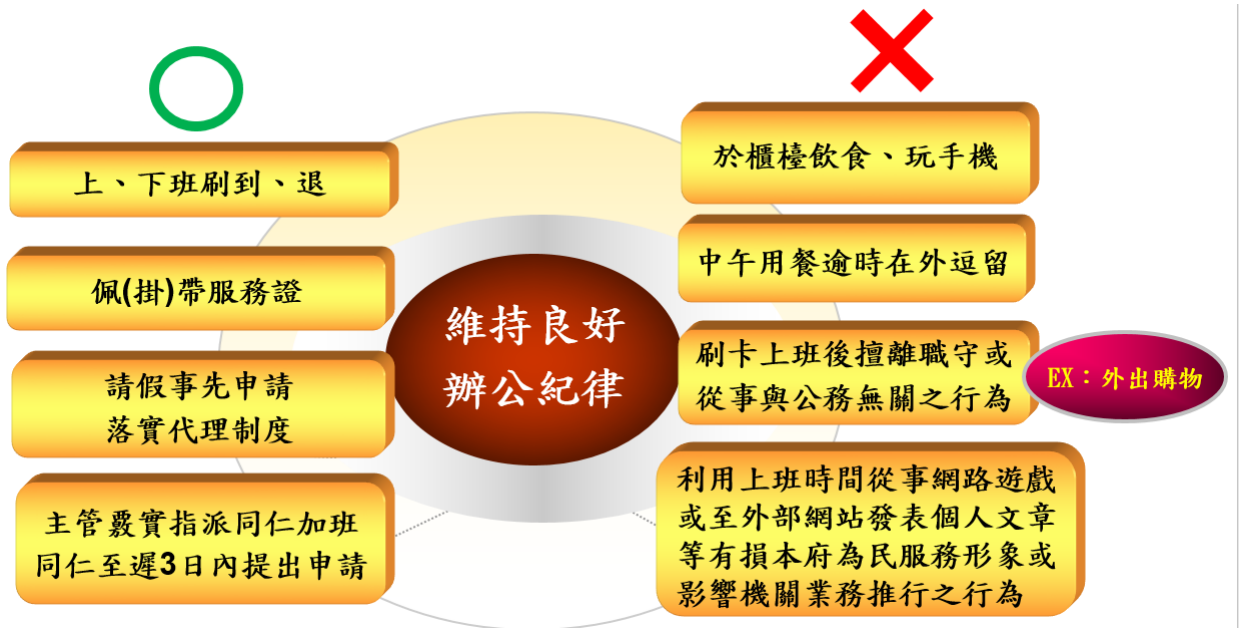 上、下班刷到、退
佩(掛)帶服務證
請假事先申請
落實代理制度
主管覈實指派同仁加班
同仁至遲3日內提出申請
維持良好
辦公紀律
於櫃檯飲食、玩手機
中午用餐逾時在外逗留
刷卡上班後擅離職守或
從事與公務無關之行為
EX：外出購物
利用上班時間從事網路遊戲
或至外部網站發表個人文章
等有損本府為民服務形象或
影響機關業務推行之行為